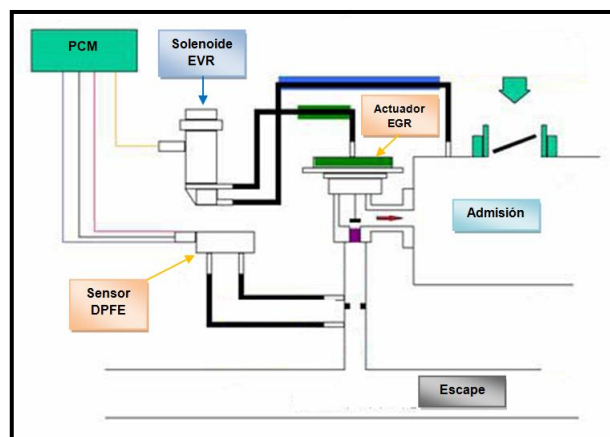 PCM
Solenoide
EVR
Actuador
EGR
Admisión
Sensor
DPFE
Escape